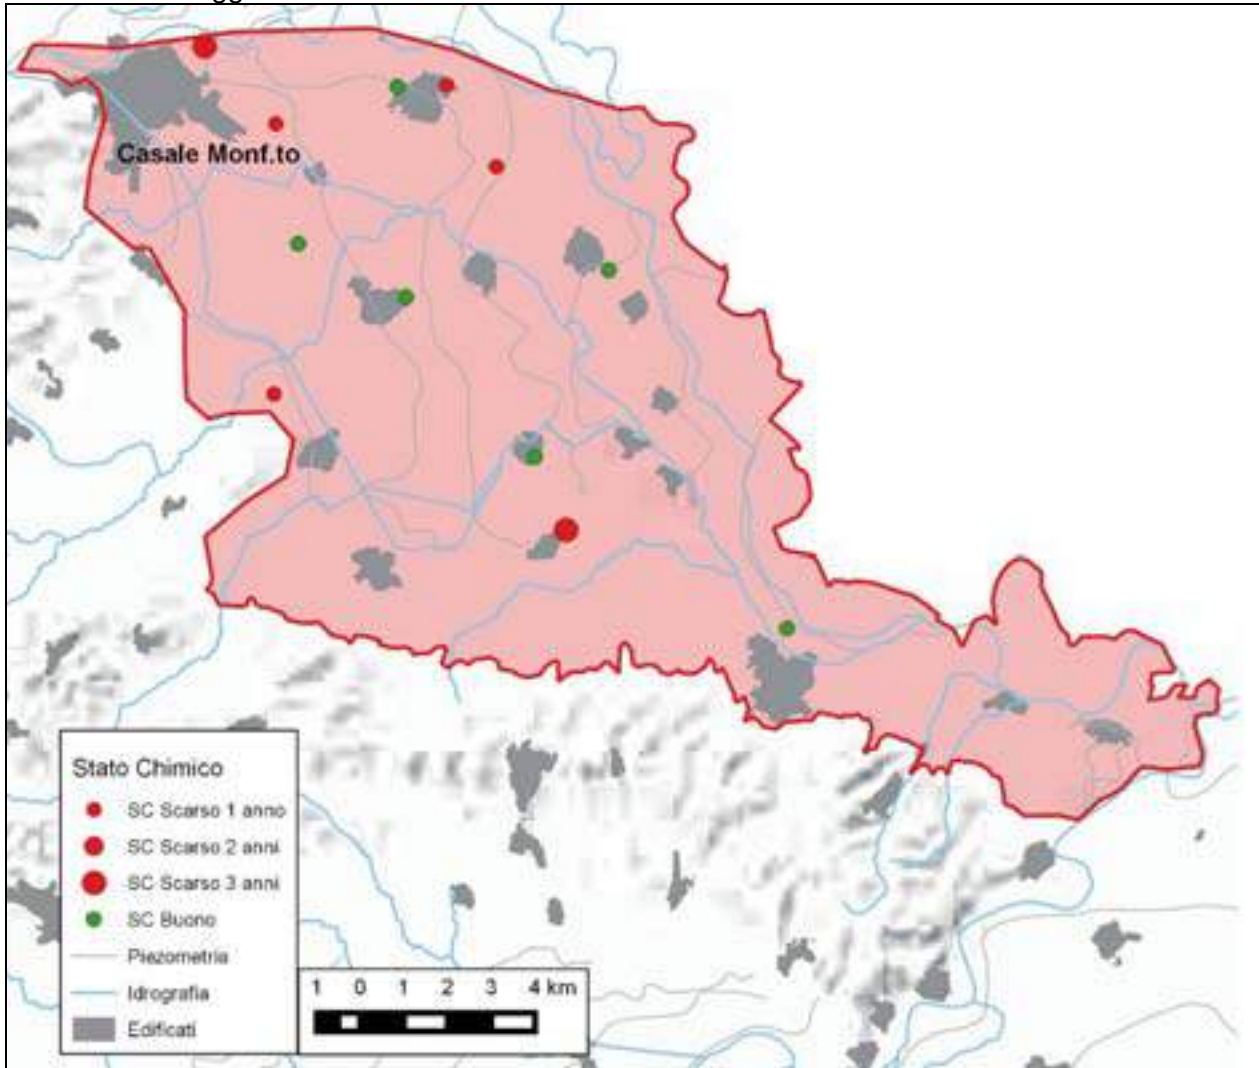 Casale Monf.to
Stato Chimico
SC Scarso 1 anno
SC Scarso 2 anni
SC Scarso 3 anni
SC Buono
Piezometria
Idrografia
Edificati
1 0 1 2 3 4 km